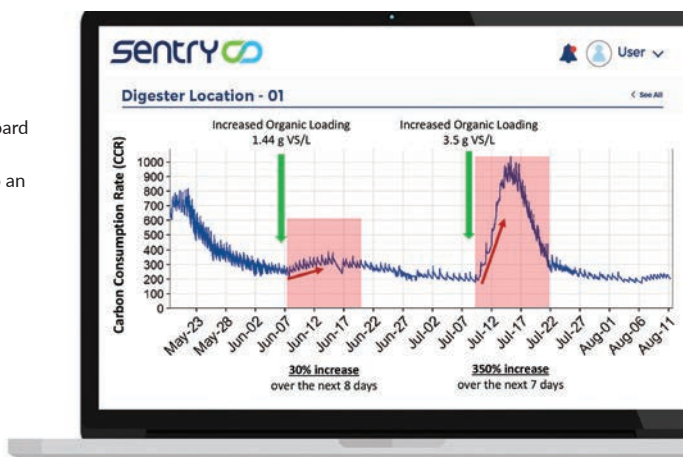 oard
an
SENTRY
User
Digester Location - 01
< See All
Increased Organic Loading
1.44 g VS/L
Increased Organic Loading
3.5 g VS/L
Carbon Consumption Rate (CCR)
1000
900
800
700
600
500
400
300
200
100
0
May-23
May-28
Jun-02
Jun-07
Jun-12
Jun-17
Jun-22
Jun-27
Jul-02
Jul-07
Jul-12
Jul-17
Jul-22
Jul-27
Aug-01
Aug-06
Aug-11
30% increase
over the next 8 days
350% increase
over the next 7 days